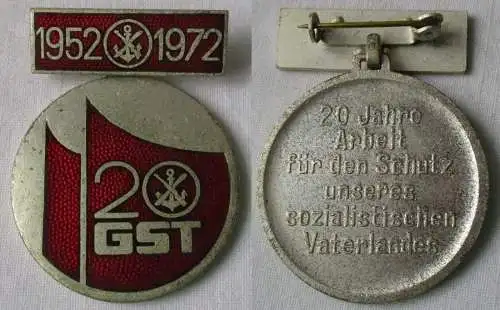 1952 1972
20
GST
20 Jahre
Arbeit
für den Schutz
unseres
sozialistischen
Vaterlandes